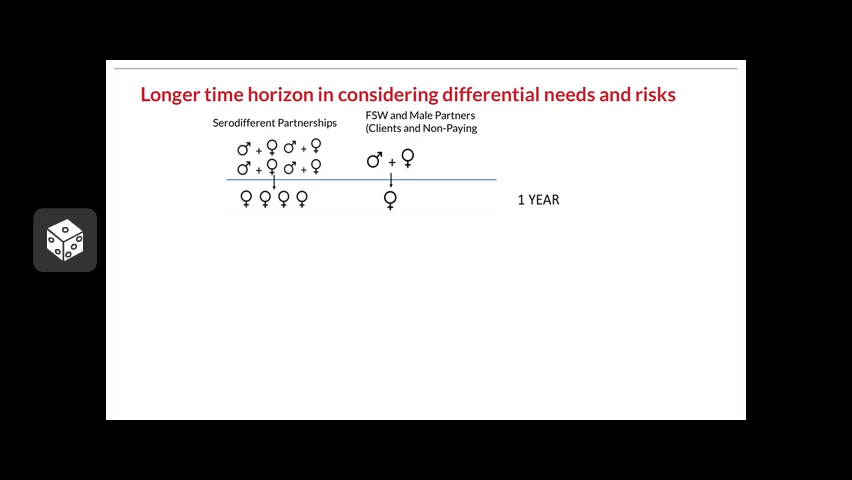 Longer time horizon in considering differential needs and risks
Serodifferent Partnerships
FSW and Male Partners
(Clients and Non-Paying
♂ + ♀ ♂ + ♀
♂ + ♀ ♂ + ♀
♂ + ♀
♀ ♀ ♀ ♀
♀
1 YEAR